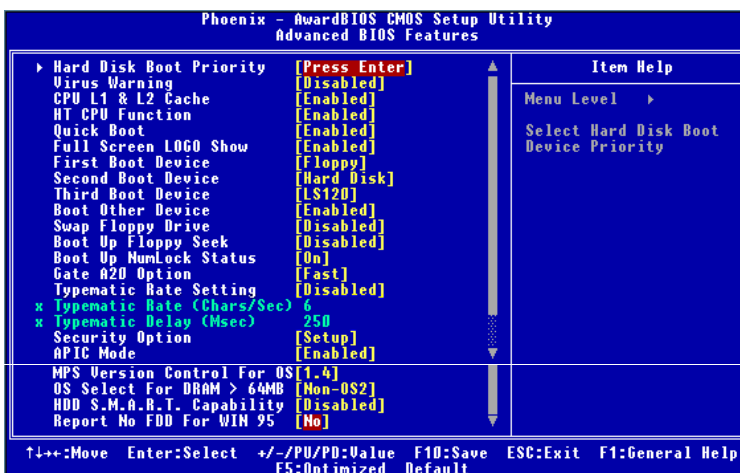 Phoenix - AwardBIOS CMOS Setup Utility
Advanced BIOS Features
Hard Disk Boot Priority [Press Enter]
Virus Warning [Disabled]
CPU L1 & L2 Cache [Enabled]
HT CPU Function [Enabled]
Quick Boot [Enabled]
Full Screen LOGO Show [Enabled]
First Boot Device [Floppy]
Second Boot Device [Hard Disk]
Third Boot Device [LS120]
Boot Other Device [Enabled]
Swap Floppy Drive [Disabled]
Boot Up Floppy Seek [Disabled]
Boot Up NumLock Status [On]
Gate A20 Option [Fast]
Typematic Rate Setting [Disabled]
x Typematic Rate (Chars/Sec) 6
x Typematic Delay (Msec) 250
Security Option [Setup]
APIC Mode [Enabled]
MPS Version Control For OS[1.4]
OS Select For DRAM > 64MB [Non-OS2]
HDD S.M.A.R.T. Capability [Disabled]
Report No FDD For WIN 95 [No]
Item Help
Menu Level
Select Hard Disk Boot
Device Priority
↑↓→←:Move Enter:Select +/-/PU/PD:Value F10:Save ESC:Exit F1:General Help
F5:Optimized Default